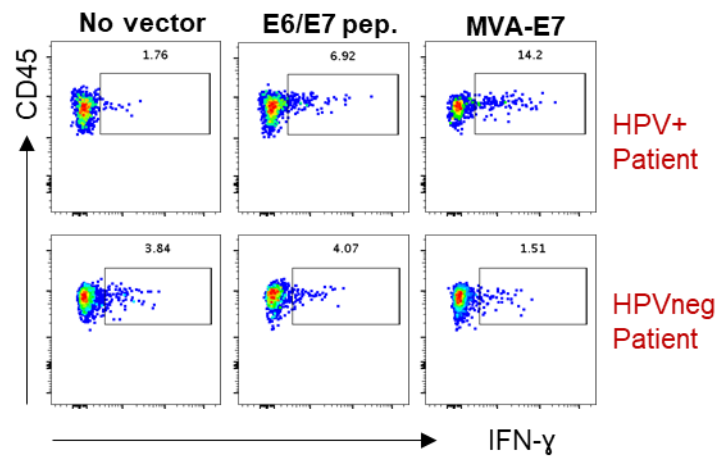 No vector
E6/E7 pep.
MVA-E7
CD45
1.76
6.92
14.2
HPV+
Patient
3.84
4.07
1.51
HPVneg
Patient
IFN-ɣ